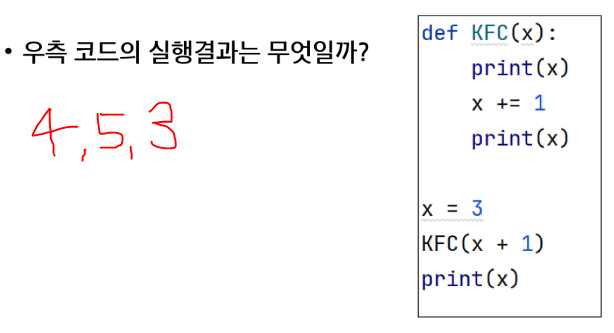 • 우측 코드의 실행결과는 무엇일까?
4, 5, 3
def KFC(x):
    print(x)
    x += 1
    print(x)

x = 3
KFC(x + 1)
print(x)